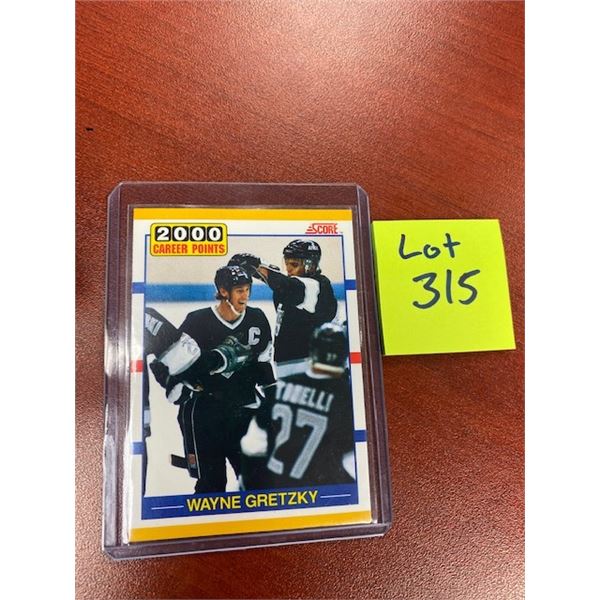 2000
CAREER POINTS
SCORE
C
TONELLI
27
WAYNE GRETZKY
Lot
315